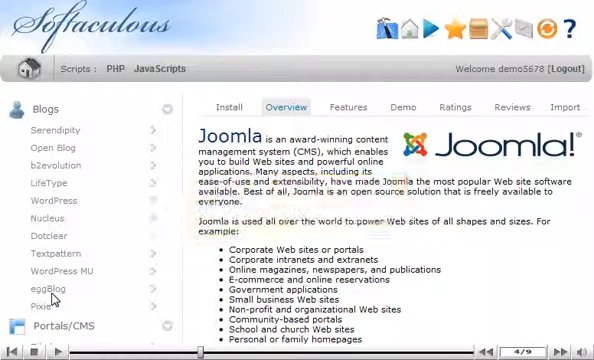 Softaculous
Scripts : PHP JavaScripts
Welcome demo5678 [Logout]
Blogs
Serendipity
Open Blog
b2evolution
LifeType
WordPress
Nucleus
Dotclear
Textpattern
WordPress MU
eggBlog
Pixie
Portals/CMS
Install Overview Features Demo Ratings Reviews Import
Joomla is an award-winning content
management system (CMS), which enables
you to build Web sites and powerful online
applications. Many aspects, including its
ease-of-use and extensibility, have made Joomla the most popular Web site software
available. Best of all, Joomla is an open source solution that is freely available to
everyone.
Joomla!®
Joomla is used all over the world to power Web sites of all shapes and sizes. For
example:
• Corporate Web sites or portals
• Corporate intranets and extranets
• Online magazines, newspapers, and publications
• E-commerce and online reservations
• Government applications
• Small business Web sites
• Non-profit and organizational Web sites
• Community-based portals
• School and church Web sites
• Personal or family homepages
4/9